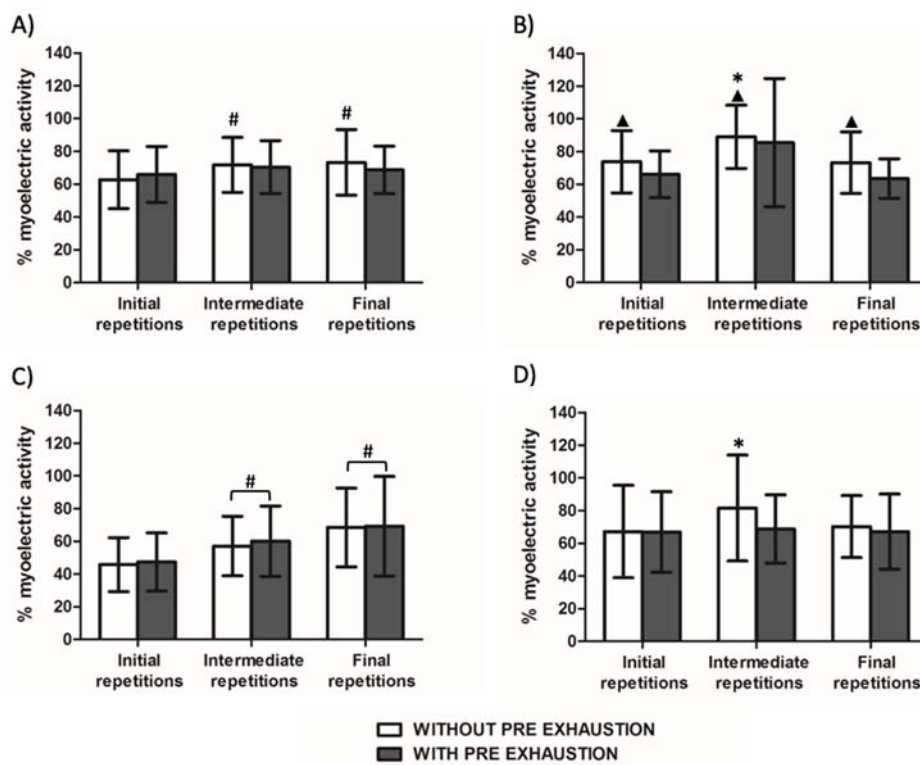 A)
% myoelectric activity
140
120
100
80
60
40
20
0
# #
Initial repetitions
Intermediate repetitions
Final repetitions
B)
% myoelectric activity
140
120
100
80
60
40
20
0
▲ * ▲ ▲
Initial repetitions
Intermediate repetitions
Final repetitions
C)
% myoelectric activity
140
120
100
80
60
40
20
0
# #
Initial repetitions
Intermediate repetitions
Final repetitions
D)
% myoelectric activity
140
120
100
80
60
40
20
0
*
Initial repetitions
Intermediate repetitions
Final repetitions
WITHOUT PRE EXHAUSTION
WITH PRE EXHAUSTION